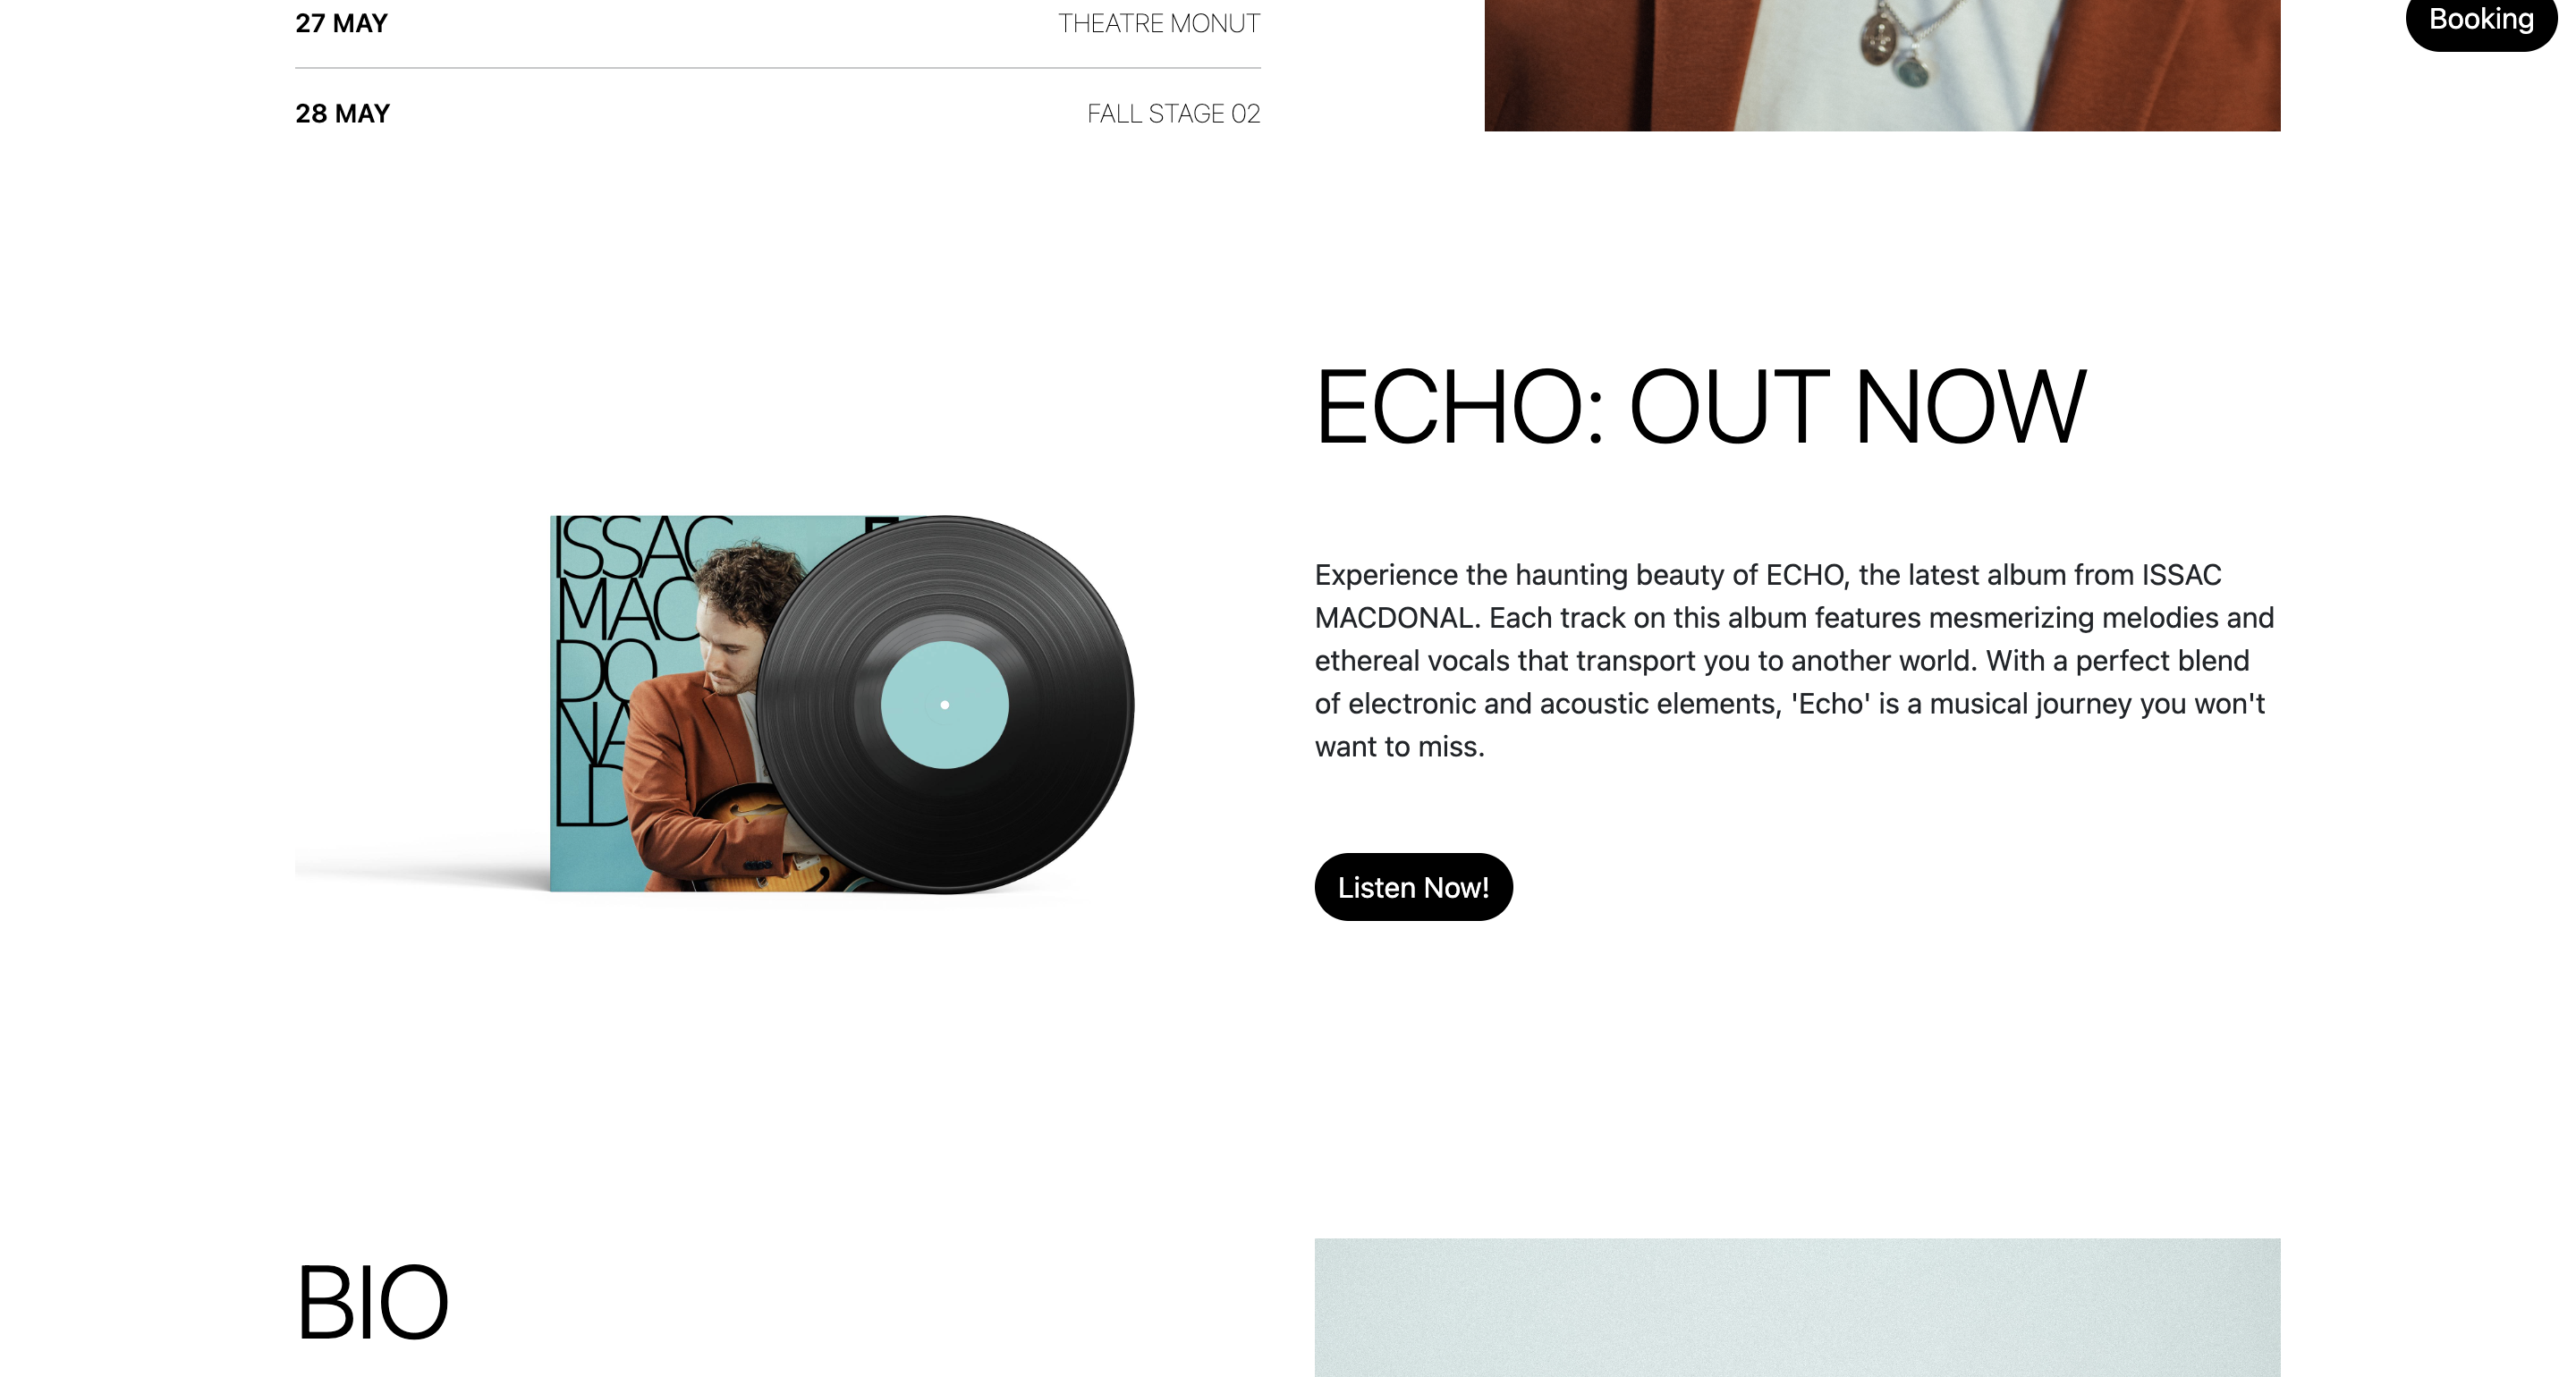 27 MAY THEATRE MONUT
Booking
28 MAY FALL STAGE 02
ECHO: OUT NOW
ISSAC
MAC
DO
NA
LD
Experience the haunting beauty of ECHO, the latest album from ISSAC
MACDONAL. Each track on this album features mesmerizing melodies and
ethereal vocals that transport you to another world. With a perfect blend
of electronic and acoustic elements, 'Echo' is a musical journey you won't
want to miss.
Listen Now!
BIO